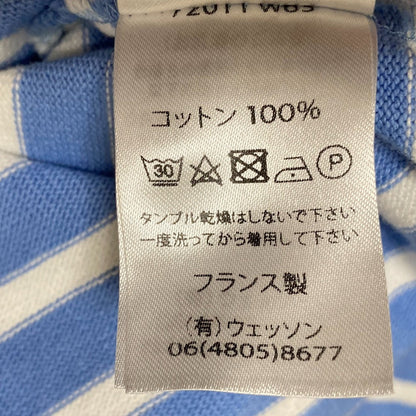 コットン 100%
30 P
タンブル乾燥はしないで下さい
一度洗ってから着用して下さい
フランス製
(有)ウェッソン
06(4805)8677